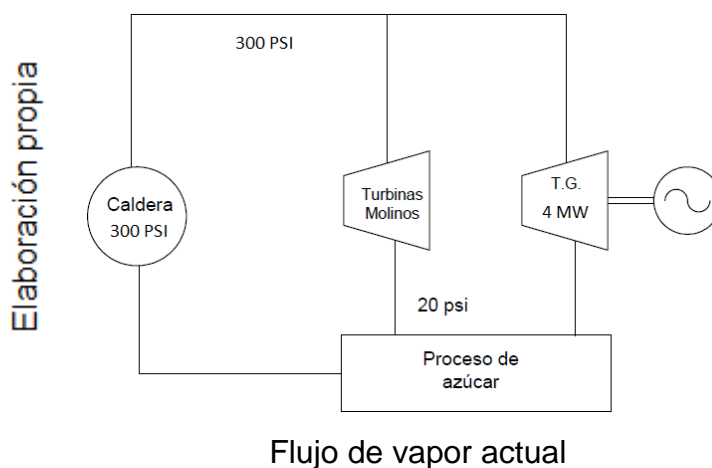 Elaboración propia
300 PSI
Caldera
300 PSI
Turbinas
Molinos
T.G.
4 MW
20 psi
Proceso de
azúcar
Flujo de vapor actual